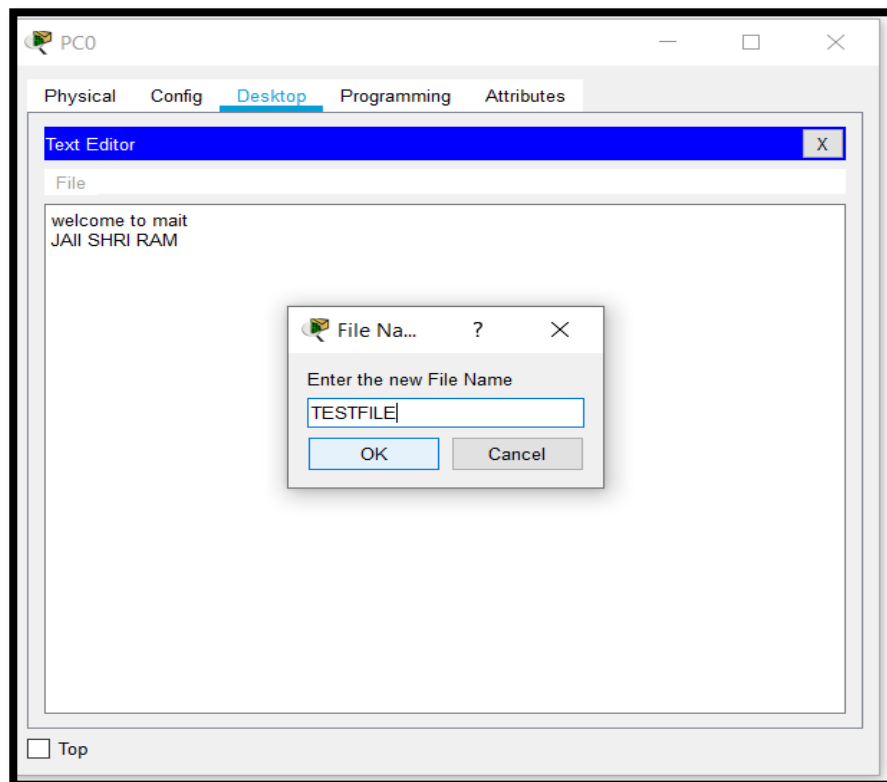 PC0
Physical Config Desktop Programming Attributes
Text Editor X
File
welcome to mait
JAII SHRI RAM
File Na... ?
Enter the new File Name
TESTFILE
OK Cancel
Top